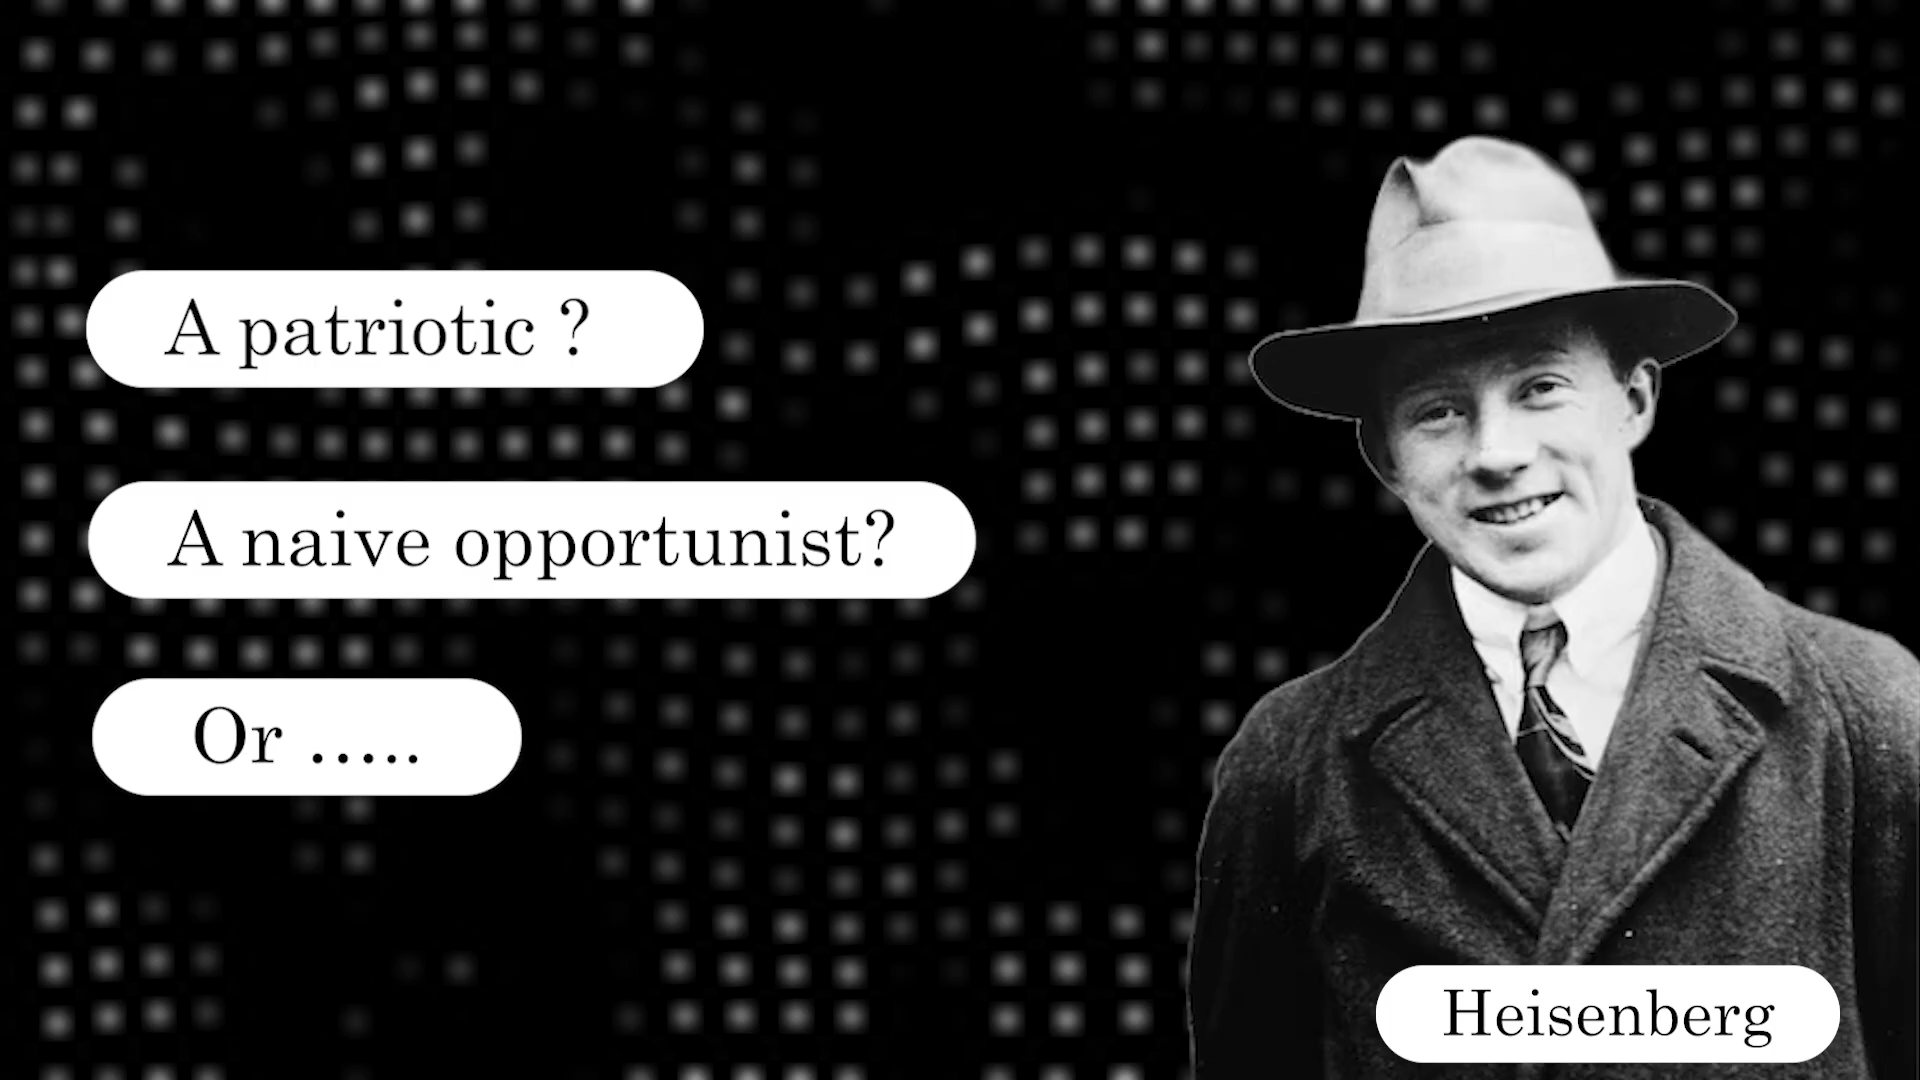 A patriotic ?
A naive opportunist?
Or .....
Heisenberg